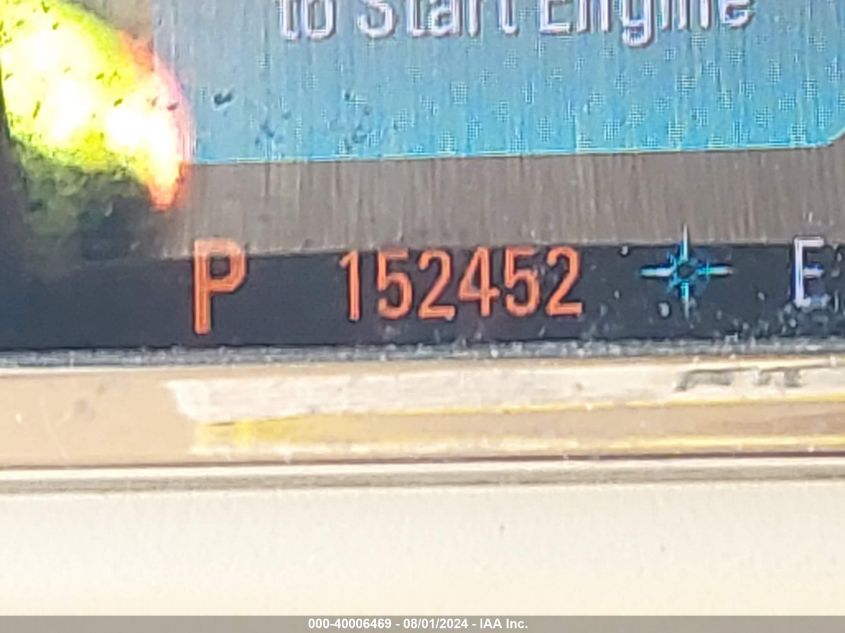 to Start Engine
P 152452 E
000-40006469 - 08/01/2024 - IAA Inc.